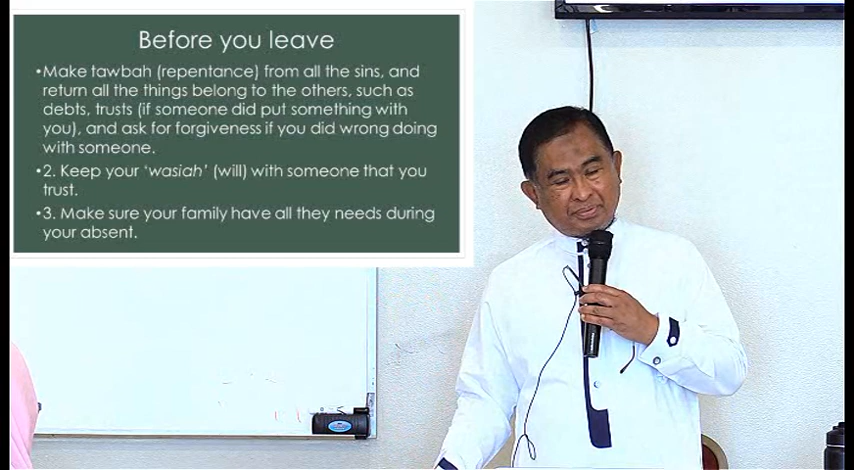 Before you leave
•Make tawbah (repentance) from all the sins, and
return all the things belong to the others, such as
debts, trusts (if someone did put something with
you), and ask for forgiveness if you did wrong doing
with someone.
•2. Keep your ‘wasiah’ (will) with someone that you
trust.
•3. Make sure your family have all they needs during
your absent.